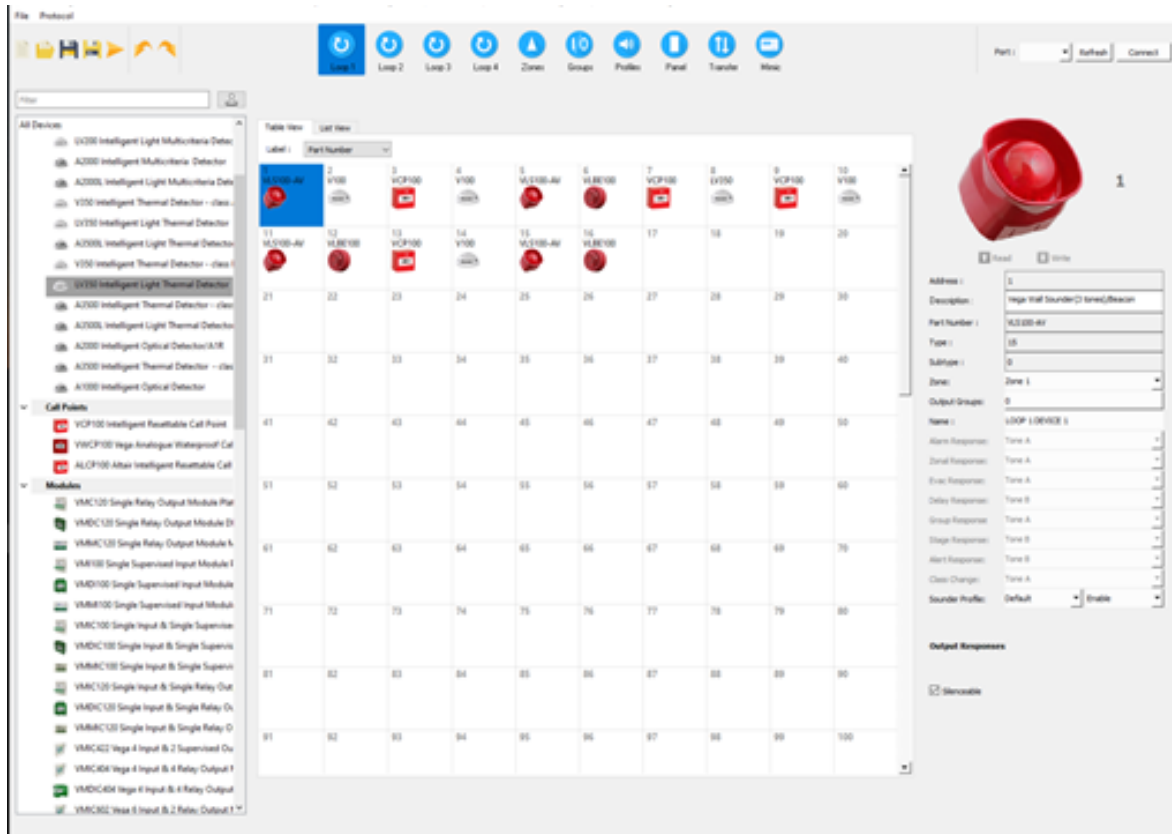 File Protocol
Loop 1 Loop 2 Loop 3 Loop 4 Zones Groups Profiles Panel Transfer Mimic
Port : Refresh Connect
Filter
All Devices
LV200 Intelligent Light Multicriteria Detec
A2000 Intelligent Multicriteria Detector
A2000L Intelligent Light Multicriteria Dete
V350 Intelligent Thermal Detector - class
LV350 Intelligent Light Thermal Detector
Intelligent Light Thermal Detecto
V350 Intelligent Thermal Detector - class
LV350 Intelligent Light Thermal Detector
Intelligent Thermal Detector - clas
Intelligent Light Thermal Detecto
Intelligent Optical Detector/A1R
Intelligent Thermal Detector - clas
A1000 Intelligent Optical Detector
Call Points
VCP100 Intelligent Resettable Call Point
VWCP100 Vega Analogue Waterproof Cal
ALCP100 Altair Intelligent Resettable Call
Modules
VMC120 Single Relay Output Module Plat
VMDC120 Single Relay Output Module DI
VMMC120 Single Relay Output Module M
VMI100 Single Supervised Input Module
VMDI100 Single Supervised Input Module
VMMI100 Single Supervised Input Modul
VMIC100 Single Input & Single Supervise
VMDIC100 Single Input & Single Supervis
VMMIC100 Single Input & Single Supervi
VMIC120 Single Input & Single Relay Out
VMDIC120 Single Input & Single Relay Ou
VMMIC120 Single Input & Single Relay O
VMIC422 Vega 4 Input & 2 Supervised Ou
VMIC404 Vega 4 Input & 4 Relay Output
VMDIC404 Vega 4 Input & 4 Relay Output
VMIC602 Vega 6 Input & 2 Relay Output
Table View List View
Label : Part Number
1 2 3 4 5 6 7 8 9 10
VLS100-AV V100 VCP100 V100 VLS100-AV VLBE100 VCP100 LV350 VCP100 V100
11 12 13 14 15 16 17 18 19 20
VLS100-AV VLBE100 VCP100 V100 VLS100-AV VLBE100
21 22 23 24 25 26 27 28 29 30
31 32 33 34 35 36 37 38 39 40
41 42 43 44 45 46 47 48 49 50
51 52 53 54 55 56 57 58 59 60
61 62 63 64 65 66 67 68 69 70
71 72 73 74 75 76 77 78 79 80
81 82 83 84 85 86 87 88 89 90
91 92 93 94 95 96 97 98 99 100
1
Read Write
Address : 1
Description : Vega Wall Sounder(3 tones)/Beacon
Part Number : VLS100-AV
Type : 15
Subtype : 0
Zone: Zone 1
Output Groups: 0
Name : LOOP 1 DEVICE 1
Alarm Response: Tone A
Zonal Response: Tone A
Evac Response: Tone A
Delay Response: Tone B
Group Response Tone A
Stage Response: Tone B
Alert Response: Tone B
Class Change: Tone A
Sounder Profile: Default Enable
Output Responses
Silenceable